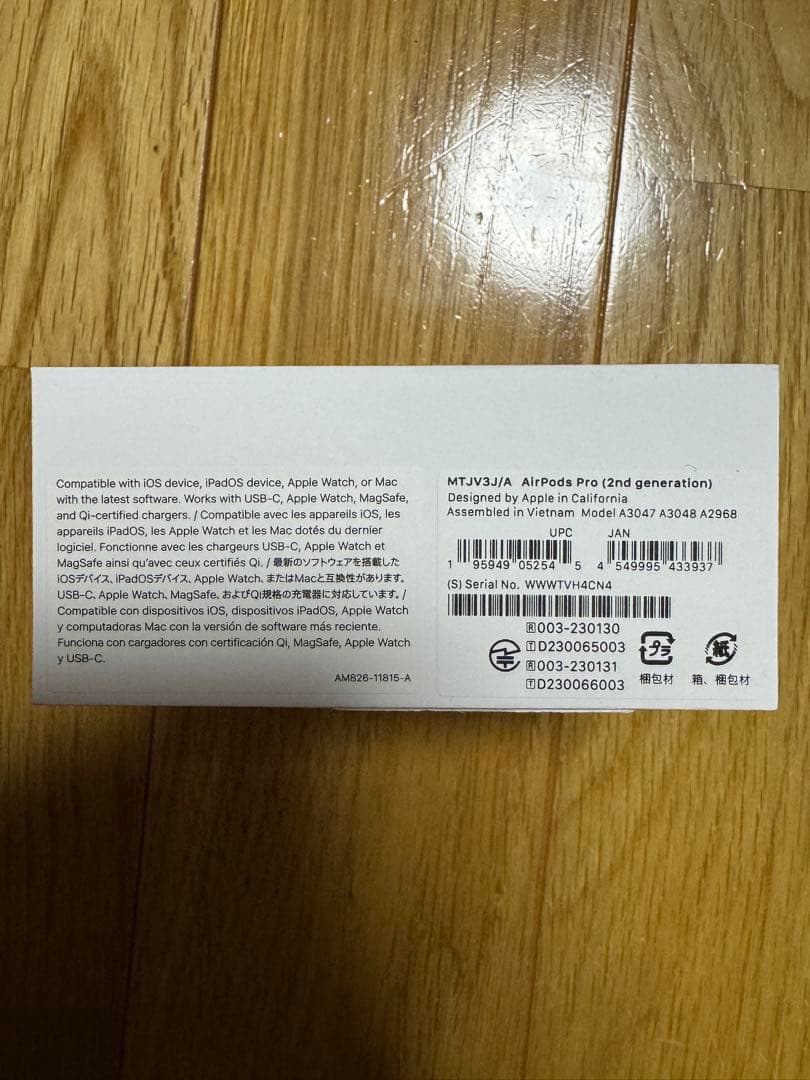 Compatible with iOS device, iPadOS device, Apple Watch, or Mac
with the latest software. Works with USB-C, Apple Watch, MagSafe,
and Qi-certified chargers. / Compatible avec les appareils iOS, les
appareils iPadOS, les Apple Watch et les Mac dotés du dernier
logiciel. Fonctionne avec les chargeurs USB-C, Apple Watch et
MagSafe ainsi qu'avec ceux certifiés Qi. / 最新のソフトウェアを搭載した
iOSデバイス、iPadOSデバイス、Apple Watch、またはMacと互換性があります。
USB-C、Apple Watch、MagSafe、およびQi規格の充電器に対応しています。/
Compatible con dispositivos iOS, dispositivos iPadOS, Apple Watch
y computadoras Mac con la versión de software más reciente.
Funciona con cargadores con certificación Qi, MagSafe, Apple Watch
y USB-C.
AM826-11815-A
MTJV3J/A AirPods Pro (2nd generation)
Designed by Apple in California
Assembled in Vietnam Model A3047 A3048 A2968
UPC JAN
1 95949 05254 5 4 549995 433937
(S) Serial No. WWWTVH4CN4
R 003-230130
T D230065003
R 003-230131
T D230066003
プラ
梱包材
紙
箱、梱包材